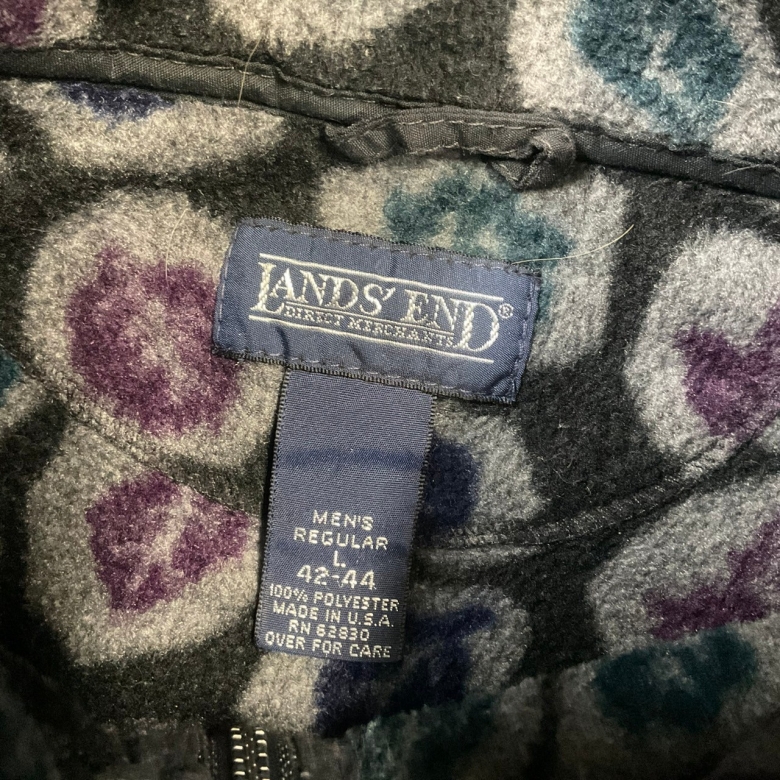 LANDS' END®
DIRECT MERCHANTS
MEN'S
REGULAR
L
42-44
100% POLYESTER
MADE IN U.S.A.
RN 62830
OVER FOR CARE